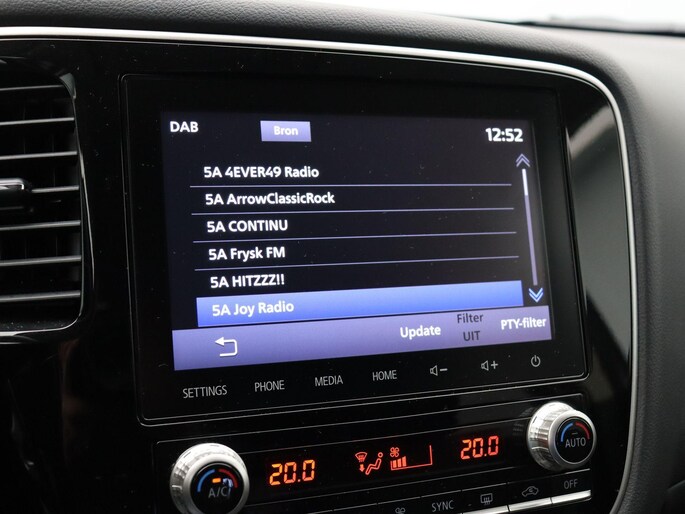 DAB Bron 12:52
5A 4EVER49 Radio
5A ArrowClassicRock
5A CONTINU
5A Frysk FM
5A HITZZZ!!
5A Joy Radio
Update Filter UIT PTY-filter
SETTINGS PHONE MEDIA HOME
20.0 20.0
A/C AUTO
SYNC OFF